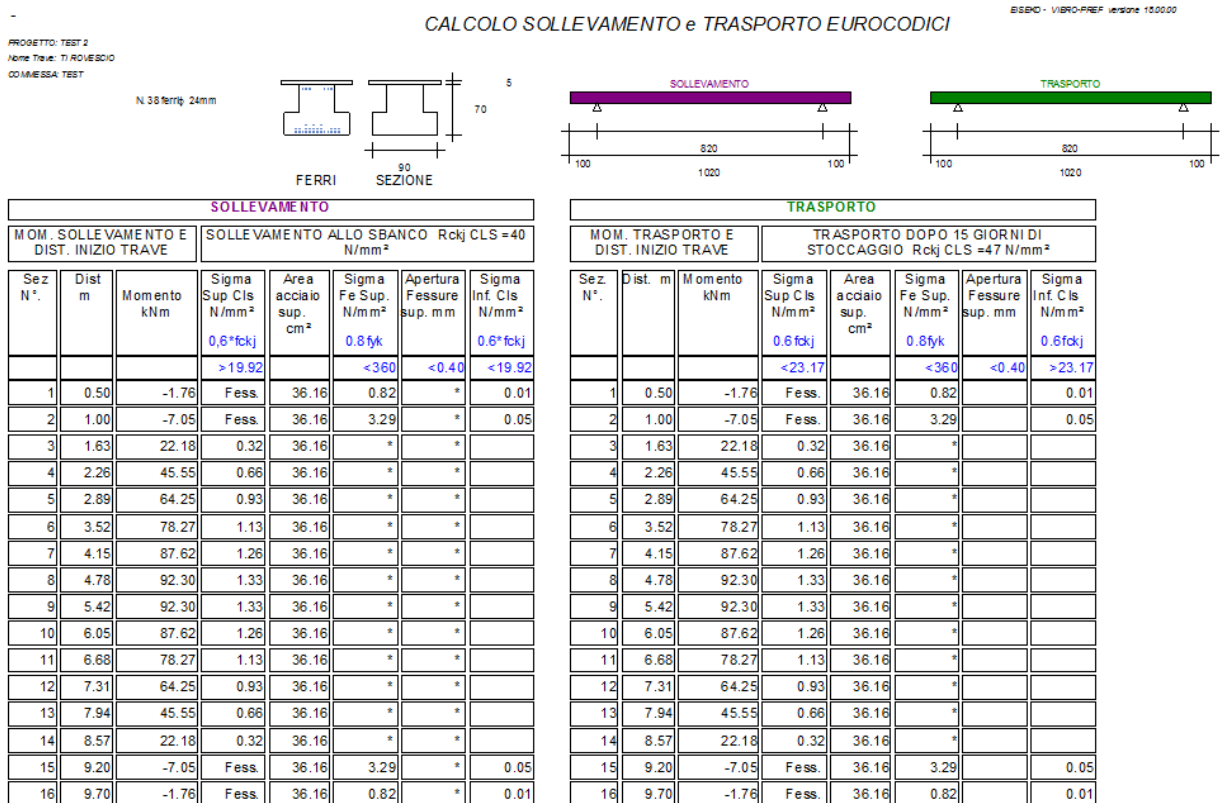 EISEKO - VIBRO-PREF versione 15.00.00
CALCOLO SOLLEVAMENTO e TRASPORTO EUROCODICI
PROGETTO: TEST 2
Nome Trave: TI ROVESCIO
COMMESSA: TEST
N. 38 ferriφ 24mm
5
70
90
FERRI SEZIONE
SOLLEVAMENTO
820
100 100
1020
TRASPORTO
820
100 100
1020
SOLLEVAMENTO
MOM. SOLLEVAMENTO E DIST. INIZIO TRAVE
SOLLEVAMENTO ALLO SBANCO Rckj CLS =40 N/mm²
Sez N°. Dist m Momento kNm Sigma Sup Cls N/mm² 0,6*fckj Area acciaio sup. cm² Sigma Fe Sup. N/mm² 0.8fyk Apertura Fessure sup. mm Sigma Inf. Cls N/mm² 0.6*fckj
>19.92 <360 <0.40 <19.92
1 0.50 -1.76 Fess. 36.16 0.82 * 0.01
2 1.00 -7.05 Fess. 36.16 3.29 * 0.05
3 1.63 22.18 0.32 36.16 * *
4 2.26 45.55 0.66 36.16 * *
5 2.89 64.25 0.93 36.16 * *
6 3.52 78.27 1.13 36.16 * *
7 4.15 87.62 1.26 36.16 * *
8 4.78 92.30 1.33 36.16 * *
9 5.42 92.30 1.33 36.16 * *
10 6.05 87.62 1.26 36.16 * *
11 6.68 78.27 1.13 36.16 * *
12 7.31 64.25 0.93 36.16 * *
13 7.94 45.55 0.66 36.16 * *
14 8.57 22.18 0.32 36.16 * *
15 9.20 -7.05 Fess. 36.16 3.29 * 0.05
16 9.70 -1.76 Fess. 36.16 0.82 * 0.01
TRASPORTO
MOM. TRASPORTO E DIST. INIZIO TRAVE
TRASPORTO DOPO 15 GIORNI DI STOCCAGGIO Rckj CLS =47 N/mm²
Sez. N°. Dist. m Momento kNm Sigma Sup Cls N/mm² 0.6fckj Area acciaio sup. cm² Sigma Fe Sup. N/mm² 0.8fyk Apertura Fessure sup. mm Sigma Inf. Cls N/mm² 0.6fckj
<23.17 <360 <0.40 >23.17
1 0.50 -1.76 Fess. 36.16 0.82 0.01
2 1.00 -7.05 Fess. 36.16 3.29 0.05
3 1.63 22.18 0.32 36.16 *
4 2.26 45.55 0.66 36.16 *
5 2.89 64.25 0.93 36.16 *
6 3.52 78.27 1.13 36.16 *
7 4.15 87.62 1.26 36.16 *
8 4.78 92.30 1.33 36.16 *
9 5.42 92.30 1.33 36.16 *
10 6.05 87.62 1.26 36.16 *
11 6.68 78.27 1.13 36.16 *
12 7.31 64.25 0.93 36.16 *
13 7.94 45.55 0.66 36.16 *
14 8.57 22.18 0.32 36.16 *
15 9.20 -7.05 Fess. 36.16 3.29 0.05
16 9.70 -1.76 Fess. 36.16 0.82 0.01